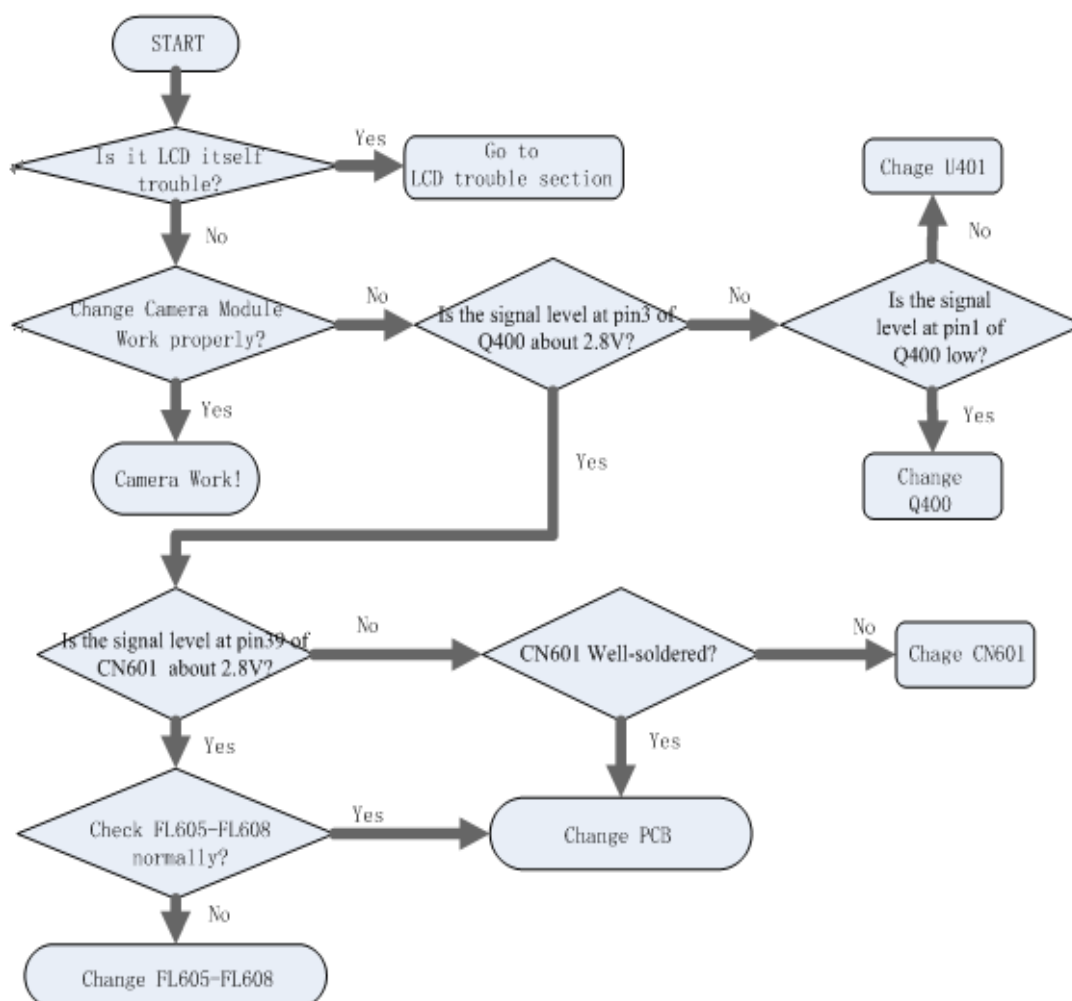 START
Is it LCD itself
trouble?
Yes
Go to
LCD trouble section
No
Chage U401
No
Change Camera Module
Work properly?
No
Is the signal level at pin3 of
Q400 about 2.8V?
No
Is the signal
level at pin1 of
Q400 low?
Yes
Camera Work!
Yes
Yes
Change
Q400
Is the signal level at pin39 of
CN601 about 2.8V?
No
CN601 Well-soldered?
No
Chage CN601
Yes
Yes
Check FL605-FL608
normally?
Yes
Change PCB
No
Change FL605-FL608